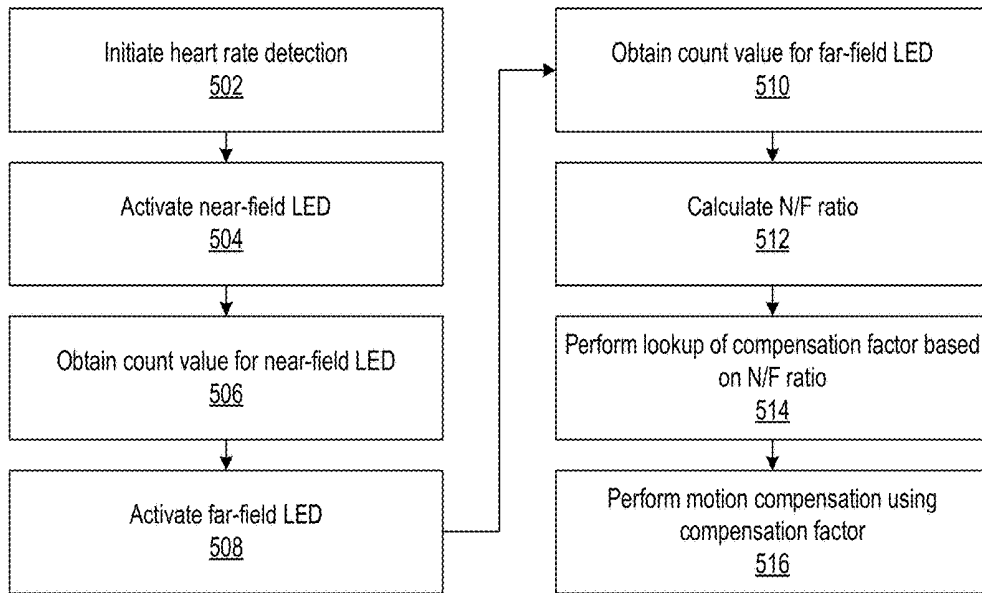 Initiate heart rate detection
502
Activate near-field LED
504
Obtain count value for near-field LED
506
Activate far-field LED
508
Obtain count value for far-field LED
510
Calculate N/F ratio
512
Perform lookup of compensation factor based
on N/F ratio
514
Perform motion compensation using
compensation factor
516